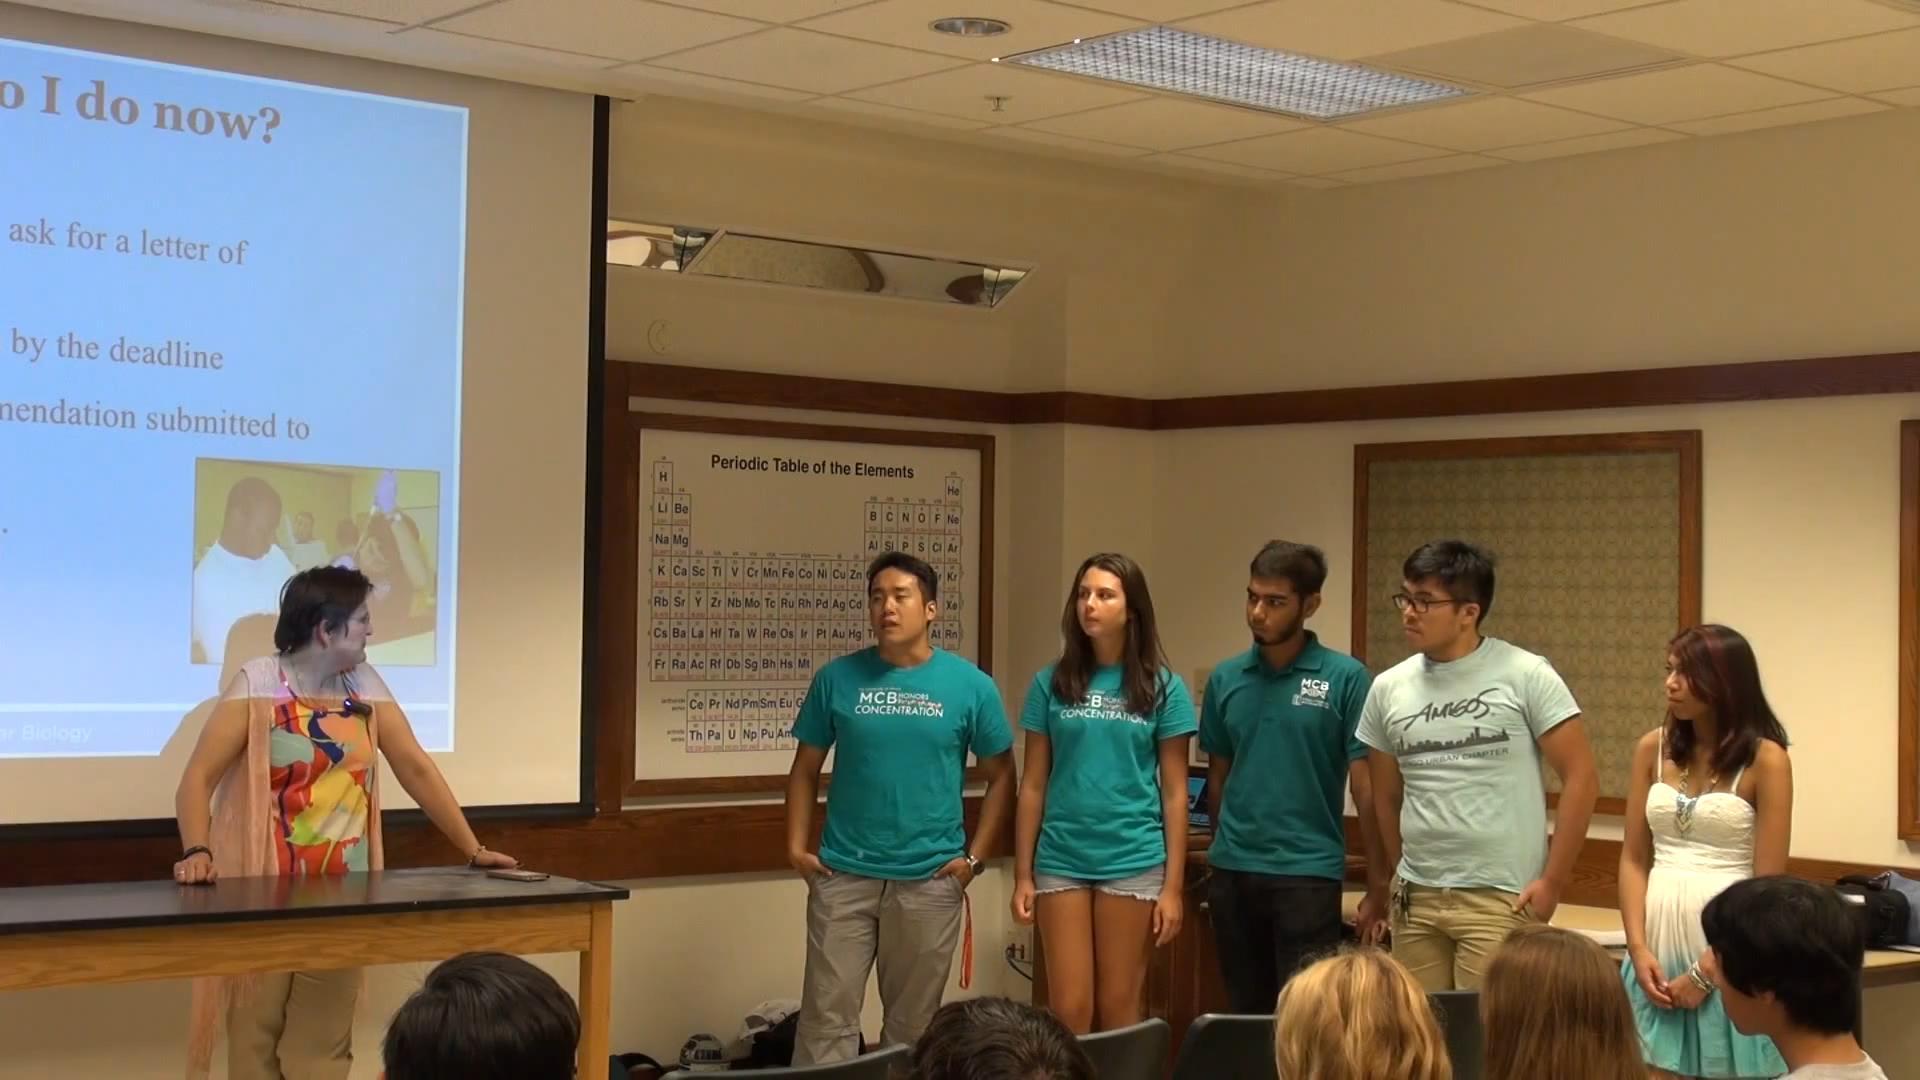 o I do now?
ask for a letter of
by the deadline
mendation submitted to
ar Biology
Periodic Table of the Elements
H He
Li Be B C N O F Ne
Na Mg Al Si P S Cl Ar
K Ca Sc Ti V Cr Mn Fe Co Ni Cu Zn Kr
Rb Sr Y Zr Nb Mo Tc Ru Rh Pd Ag Cd Xe
Cs Ba La Hf Ta W Re Os Ir Pt Au Hg At Rn
Fr Ra Ac Rf Db Sg Bh Hs Mt
Ce Pr Nd Pm Sm Eu
Th Pa U Np Pu Am
MCB HONORS
CONCENTRATION
MCB
CONCENTRATION
MCB
AMIGOS
GO URBAN CHAPTER